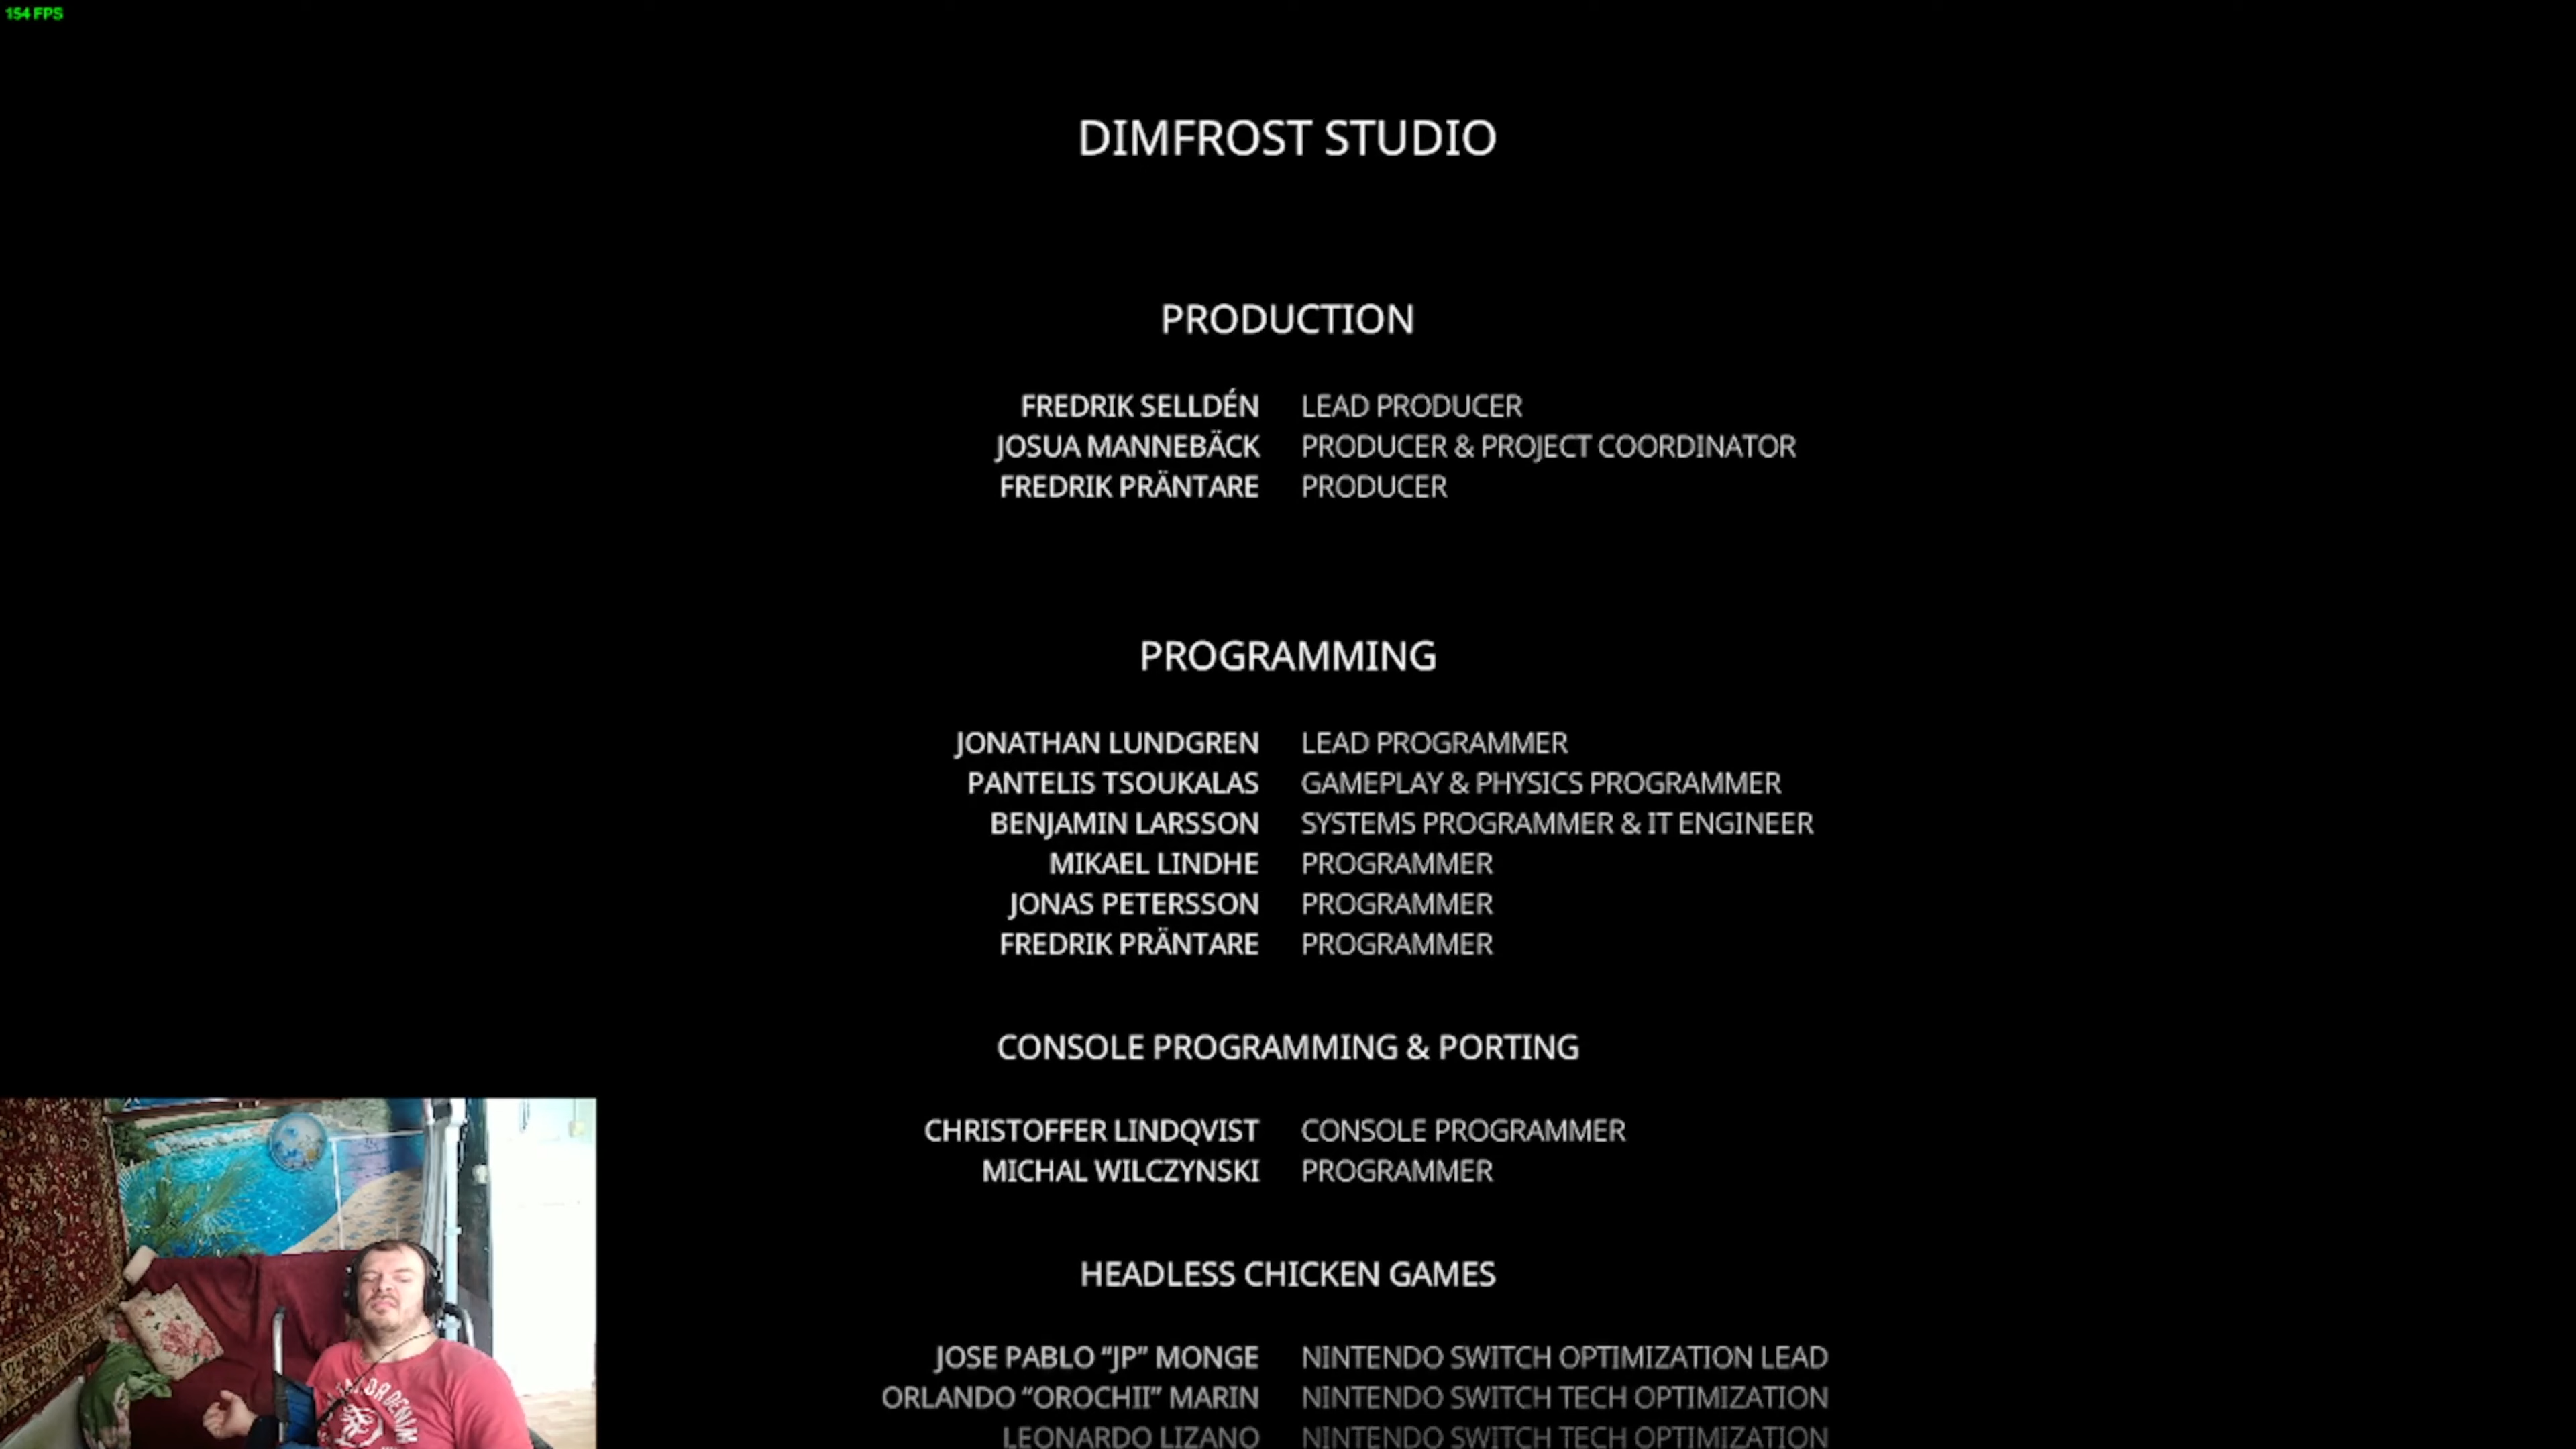 154 FPS
DIMFROST STUDIO
PRODUCTION
FREDRIK SELLDÉN LEAD PRODUCER
JOSUA MANNEBÄCK PRODUCER & PROJECT COORDINATOR
FREDRIK PRÄNTARE PRODUCER
PROGRAMMING
JONATHAN LUNDGREN LEAD PROGRAMMER
PANTELIS TSOUKALAS GAMEPLAY & PHYSICS PROGRAMMER
BENJAMIN LARSSON SYSTEMS PROGRAMMER & IT ENGINEER
MIKAEL LINDHE PROGRAMMER
JONAS PETERSSON PROGRAMMER
FREDRIK PRÄNTARE PROGRAMMER
CONSOLE PROGRAMMING & PORTING
CHRISTOFFER LINDQVIST CONSOLE PROGRAMMER
MICHAL WILCZYNSKI PROGRAMMER
HEADLESS CHICKEN GAMES
JOSE PABLO “JP” MONGE NINTENDO SWITCH OPTIMIZATION LEAD
ORLANDO “OROCHII” MARIN NINTENDO SWITCH TECH OPTIMIZATION
LEONARDO LIZANO NINTENDO SWITCH TECH OPTIMIZATION